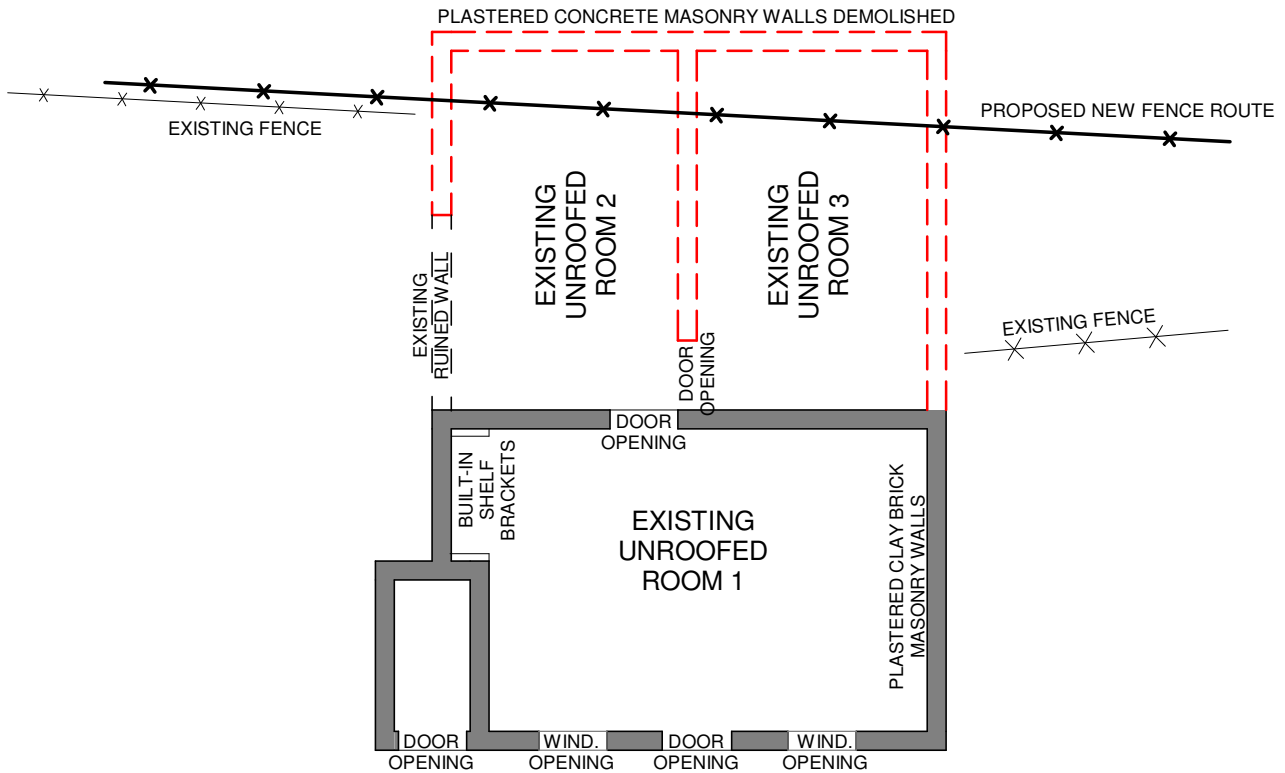 PLASTERED CONCRETE MASONRY WALLS DEMOLISHED
PROPOSED NEW FENCE ROUTE
EXISTING FENCE
EXISTING
UNROOFED
ROOM 2
EXISTING
UNROOFED
ROOM 3
EXISTING
RUINED WALL
EXISTING FENCE
DOOR
OPENING
DOOR
OPENING
BUILT-IN
SHELF
BRACKETS
EXISTING
UNROOFED
ROOM 1
PLASTERED CLAY BRICK
MASONRY WALLS
DOOR
OPENING
WIND.
OPENING
DOOR
OPENING
WIND.
OPENING